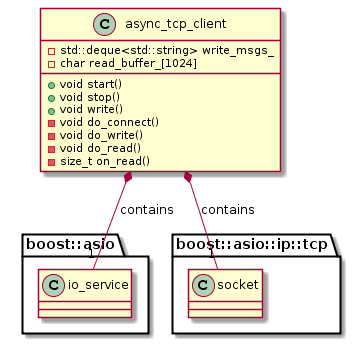 C async_tcp_client
std::deque<std::string> write_msgs_
char read_buffer_[1024]
void start()
void stop()
void write()
void do_connect()
void do_write()
void do_read()
size_t on_read()
contains
contains
boost::asio
boost::asio::ip::tcp
1
1
C io_service
C socket